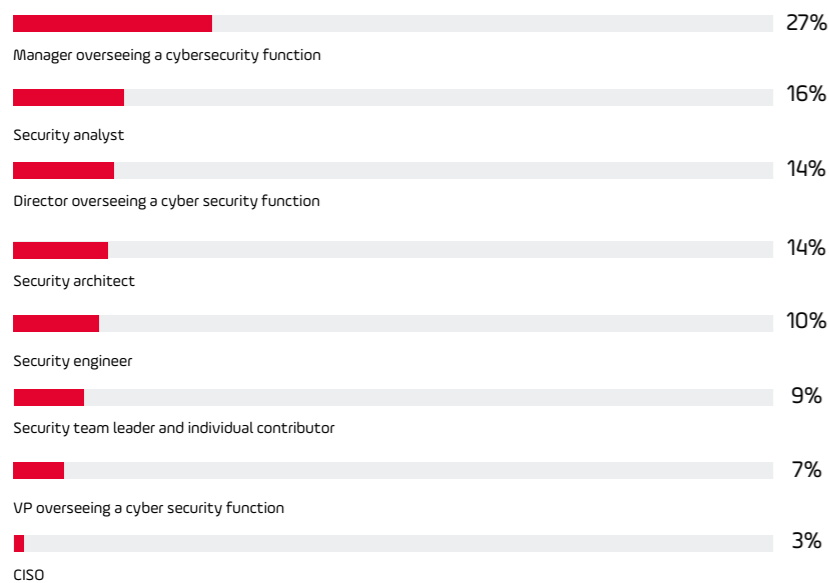 27%
Manager overseeing a cybersecurity function
16%
Security analyst
14%
Director overseeing a cyber security function
14%
Security architect
10%
Security engineer
9%
Security team leader and individual contributor
7%
VP overseeing a cyber security function
3%
CISO